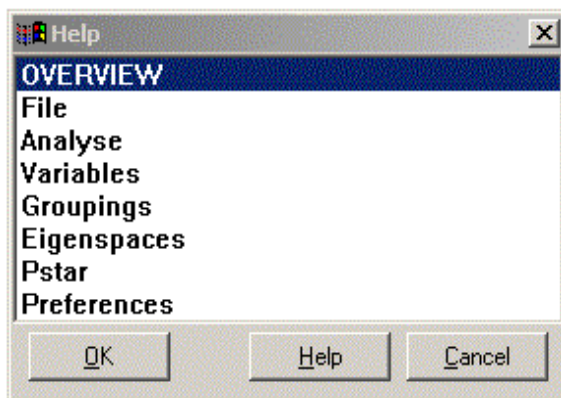 Help
OVERVIEW
File
Analyse
Variables
Groupings
Eigenspaces
Pstar
Preferences
OK Help Cancel